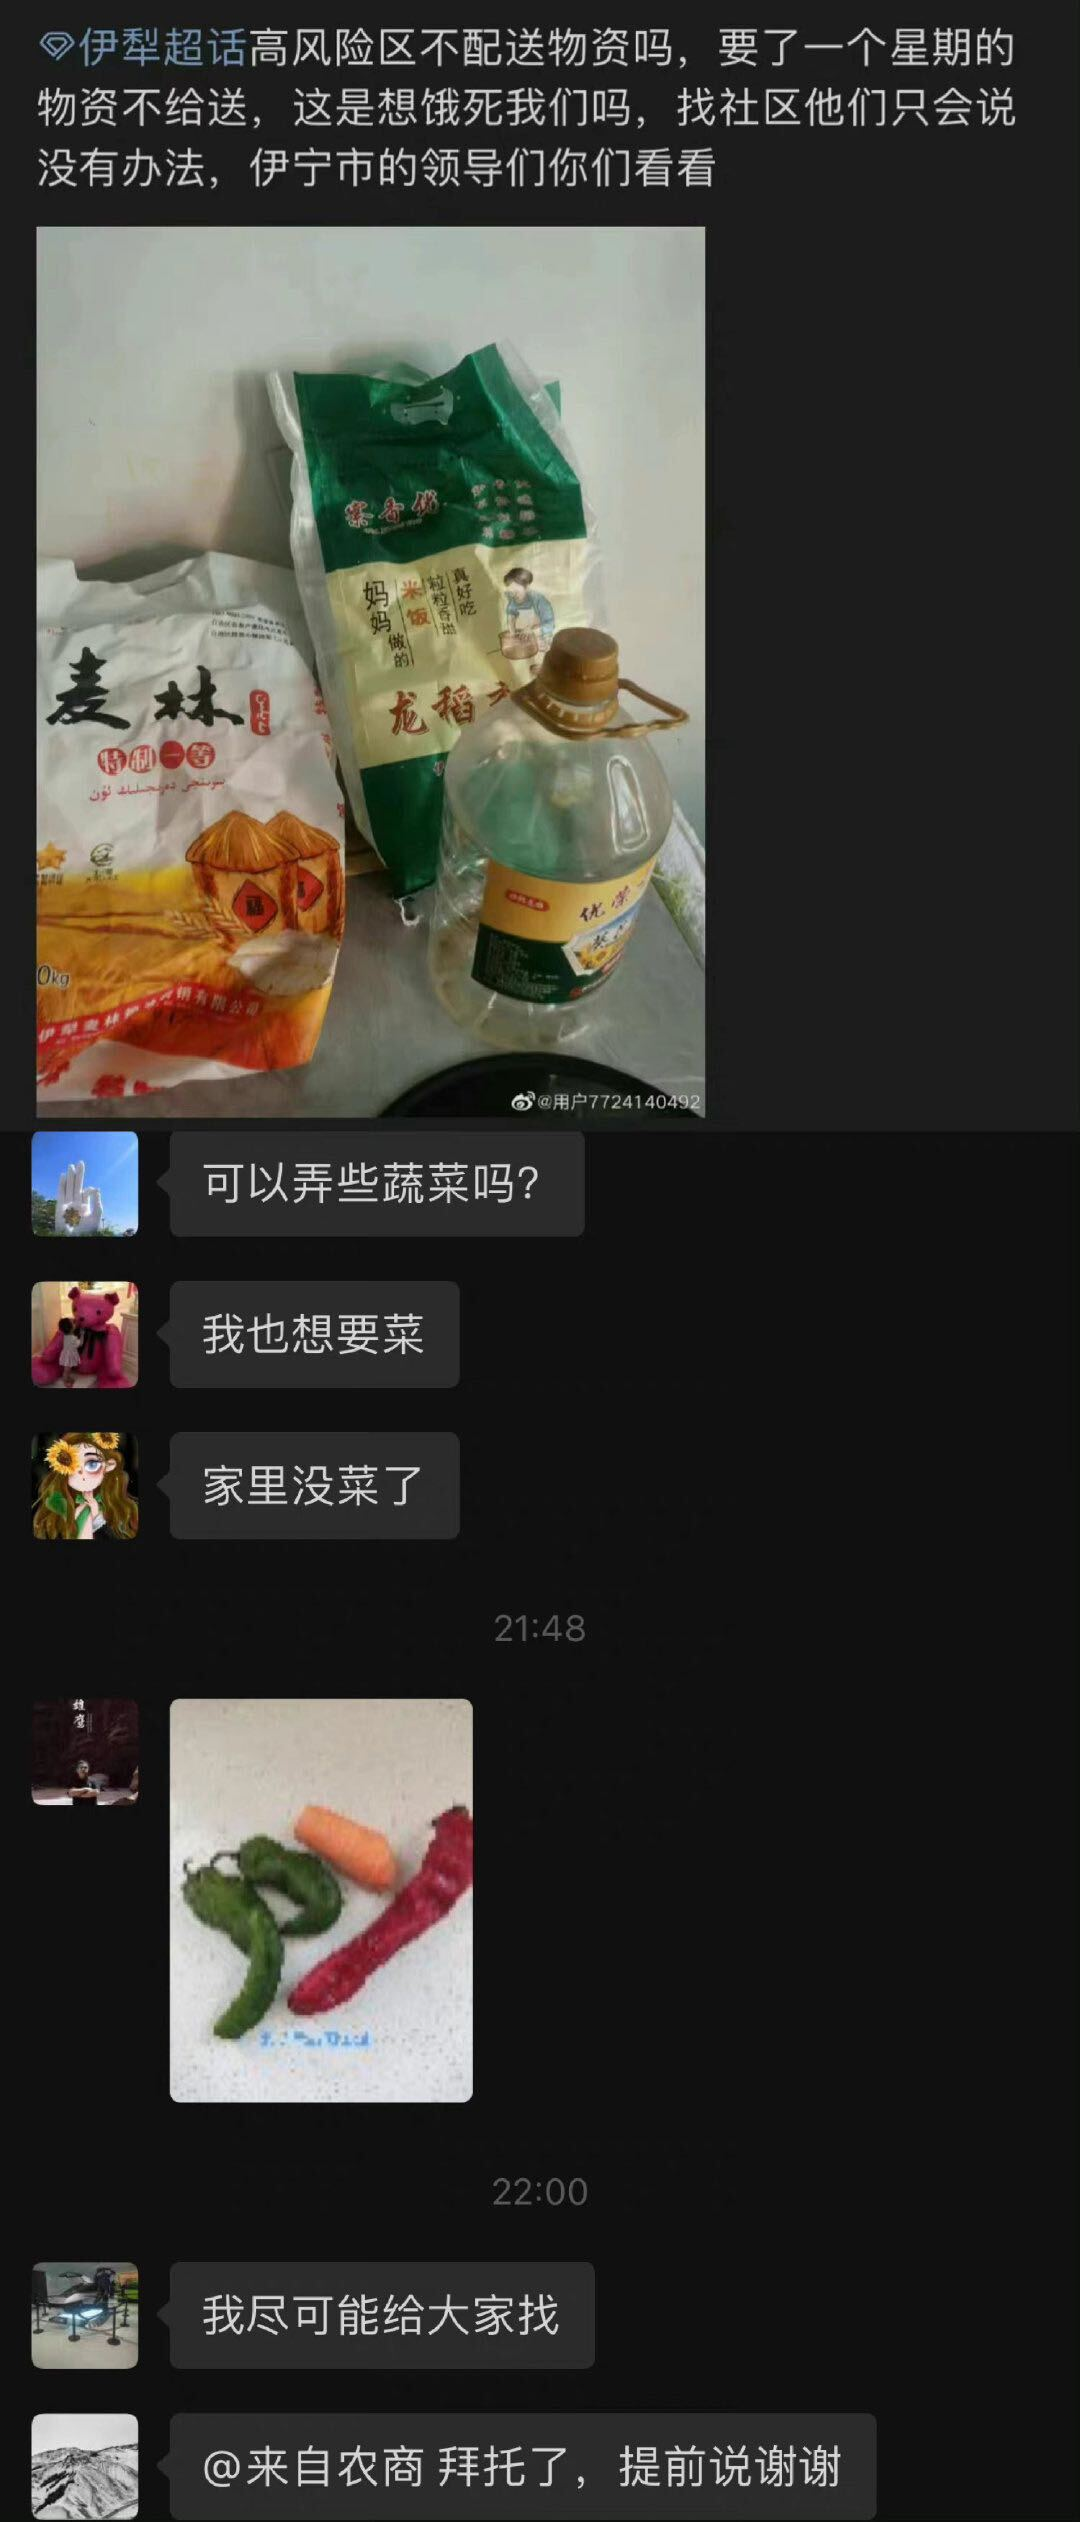 伊犁超话高风险区不配送物资吗，要了一个星期的
物资不给送，这是想饿死我们吗，找社区他们只会说
没有办法，伊宁市的领导们你们看看
寨香优
真好吃
粒粒香甜
米饭
妈妈做的
龙稻
麦林
特制一等
福
0kg
优荣
@用户7724140492
可以弄些蔬菜吗？
我也想要菜
家里没菜了
21:48
雄鹰
22:00
我尽可能给大家找
@来自农商 拜托了，提前说谢谢